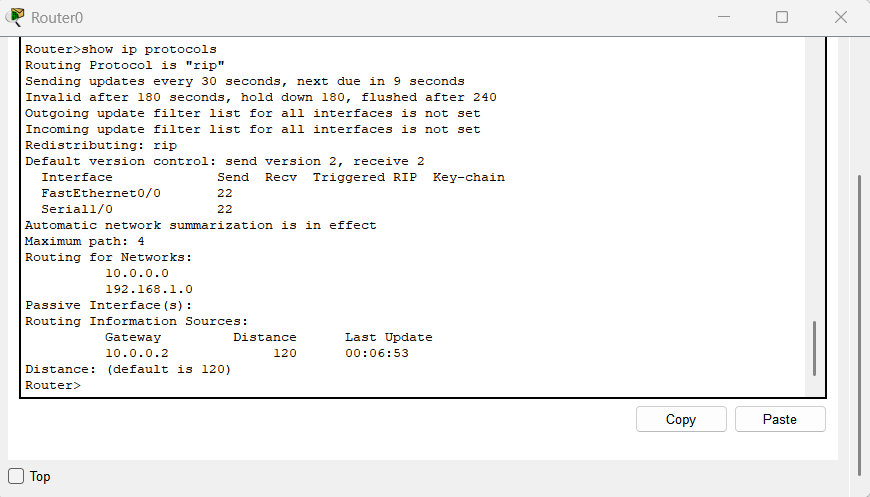 Router0
Router>show ip protocols
Routing Protocol is "rip"
Sending updates every 30 seconds, next due in 9 seconds
Invalid after 180 seconds, hold down 180, flushed after 240
Outgoing update filter list for all interfaces is not set
Incoming update filter list for all interfaces is not set
Redistributing: rip
Default version control: send version 2, receive 2
  Interface             Send  Recv  Triggered RIP  Key-chain
  FastEthernet0/0       22
  Serial1/0             22
Automatic network summarization is in effect
Maximum path: 4
Routing for Networks:
          10.0.0.0
          192.168.1.0
Passive Interface(s):
Routing Information Sources:
          Gateway         Distance      Last Update
          10.0.0.2             120      00:06:53
Distance: (default is 120)
Router>
Copy Paste
Top